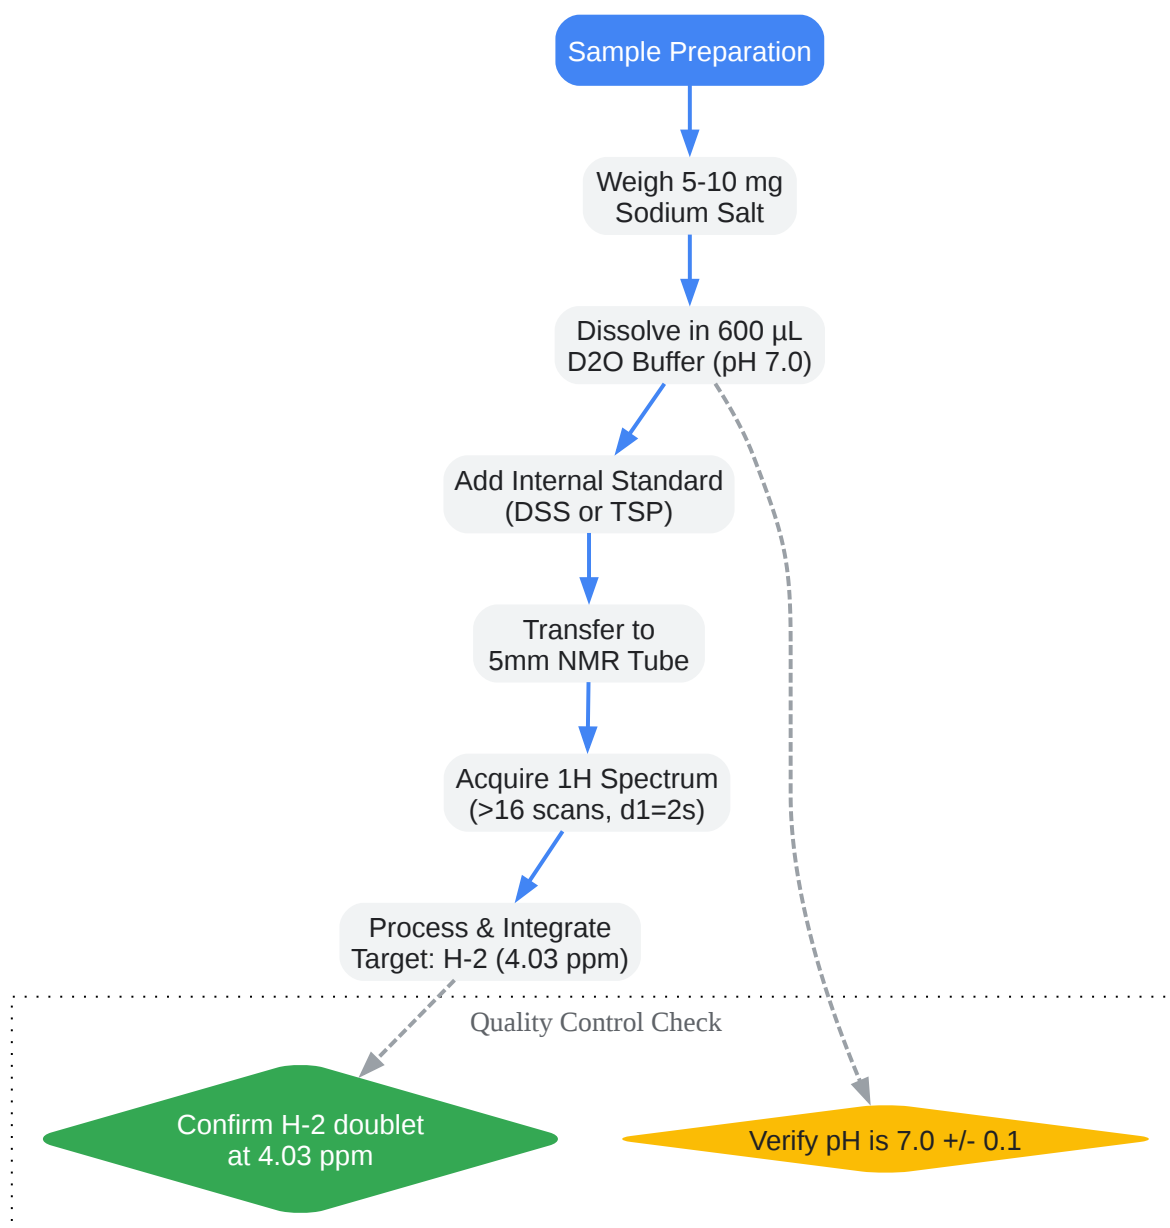 Sample Preparation
Weigh 5-10 mg
Sodium Salt
Dissolve in 600 µL
D2O Buffer (pH 7.0)
Add Internal Standard
(DSS or TSP)
Transfer to
5mm NMR Tube
Acquire 1H Spectrum
(>16 scans, d1=2s)
Process & Integrate
Target: H-2 (4.03 ppm)
Quality Control Check
Confirm H-2 doublet
at 4.03 ppm
Verify pH is 7.0 +/- 0.1